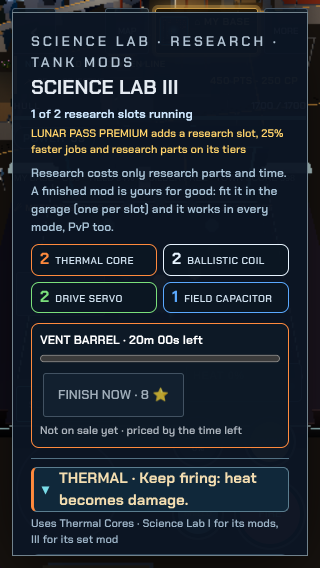 SCIENCE LAB · RESEARCH ·
TANK MODS
SCIENCE LAB III
1 of 2 research slots running
LUNAR PASS PREMIUM adds a research slot, 25%
faster jobs and research parts on its tiers
Research costs only research parts and time.
A finished mod is yours for good: fit it in the
garage (one per slot) and it works in every
mode, PvP too.
2 THERMAL CORE
2 BALLISTIC COIL
2 DRIVE SERVO
1 FIELD CAPACITOR
VENT BARREL · 20m 00s left
FINISH NOW · 8 ⭐
Not on sale yet · priced by the time left
▼ THERMAL · Keep firing: heat
becomes damage.
Uses Thermal Cores · Science Lab I for its mods,
III for its set mod